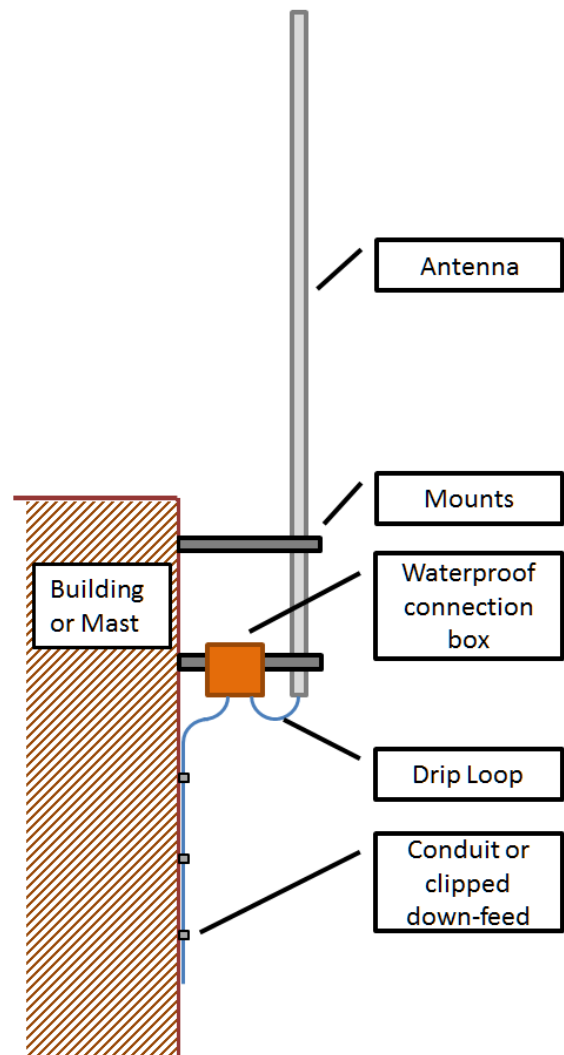 Antenna
Mounts
Building
or Mast
Waterproof
connection
box
Drip Loop
Conduit or
clipped
down-feed